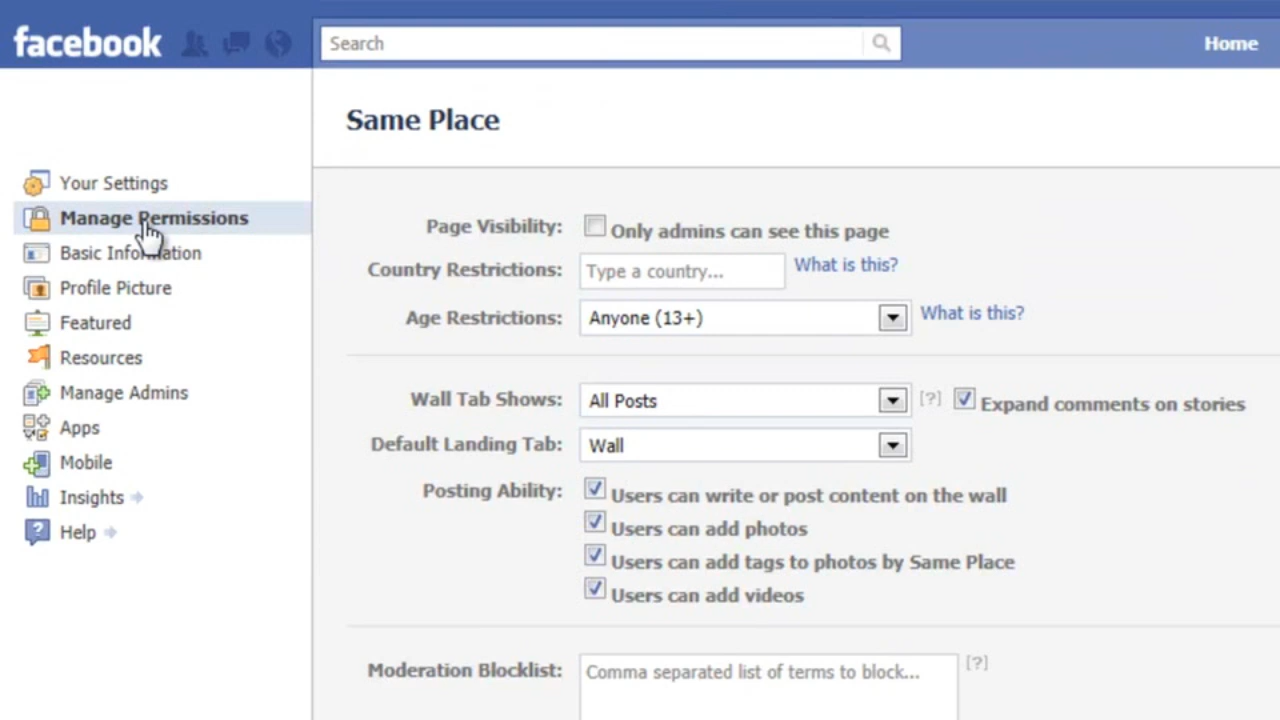 facebook
Search
Home
Same Place
Your Settings
Manage Permissions
Basic Information
Profile Picture
Featured
Resources
Manage Admins
Apps
Mobile
Insights
Help
Page Visibility: Only admins can see this page
Country Restrictions: Type a country... What is this?
Age Restrictions: Anyone (13+) What is this?
Wall Tab Shows: All Posts [?] Expand comments on stories
Default Landing Tab: Wall
Posting Ability: Users can write or post content on the wall
Users can add photos
Users can add tags to photos by Same Place
Users can add videos
Moderation Blocklist: Comma separated list of terms to block... [?]